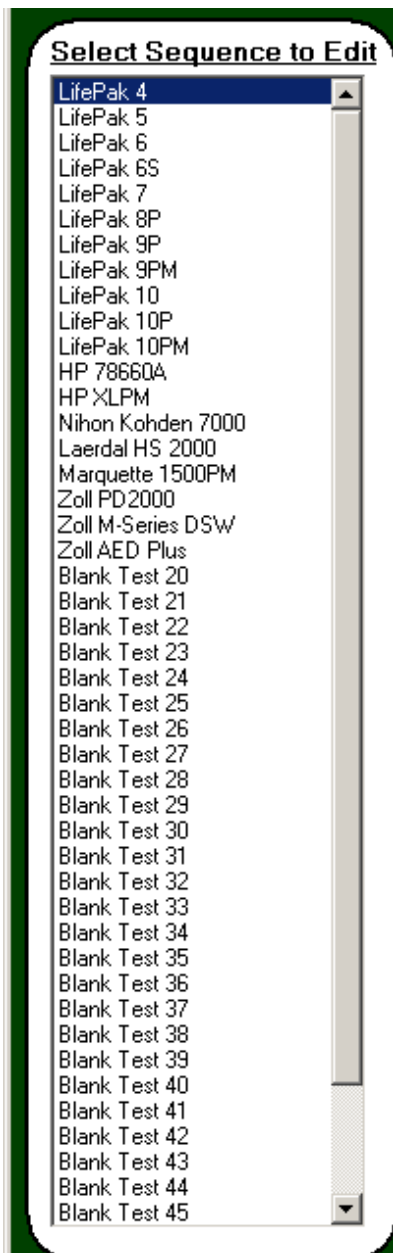 Select Sequence to Edit
LifePak 4
LifePak 5
LifePak 6
LifePak 6S
LifePak 7
LifePak 8P
LifePak 9P
LifePak 9PM
LifePak 10
LifePak 10P
LifePak 10PM
HP 78660A
HP XLPM
Nihon Kohden 7000
Laerdal HS 2000
Marquette 1500PM
Zoll PD2000
Zoll M-Series DSW
Zoll AED Plus
Blank Test 20
Blank Test 21
Blank Test 22
Blank Test 23
Blank Test 24
Blank Test 25
Blank Test 26
Blank Test 27
Blank Test 28
Blank Test 29
Blank Test 30
Blank Test 31
Blank Test 32
Blank Test 33
Blank Test 34
Blank Test 35
Blank Test 36
Blank Test 37
Blank Test 38
Blank Test 39
Blank Test 40
Blank Test 41
Blank Test 42
Blank Test 43
Blank Test 44
Blank Test 45